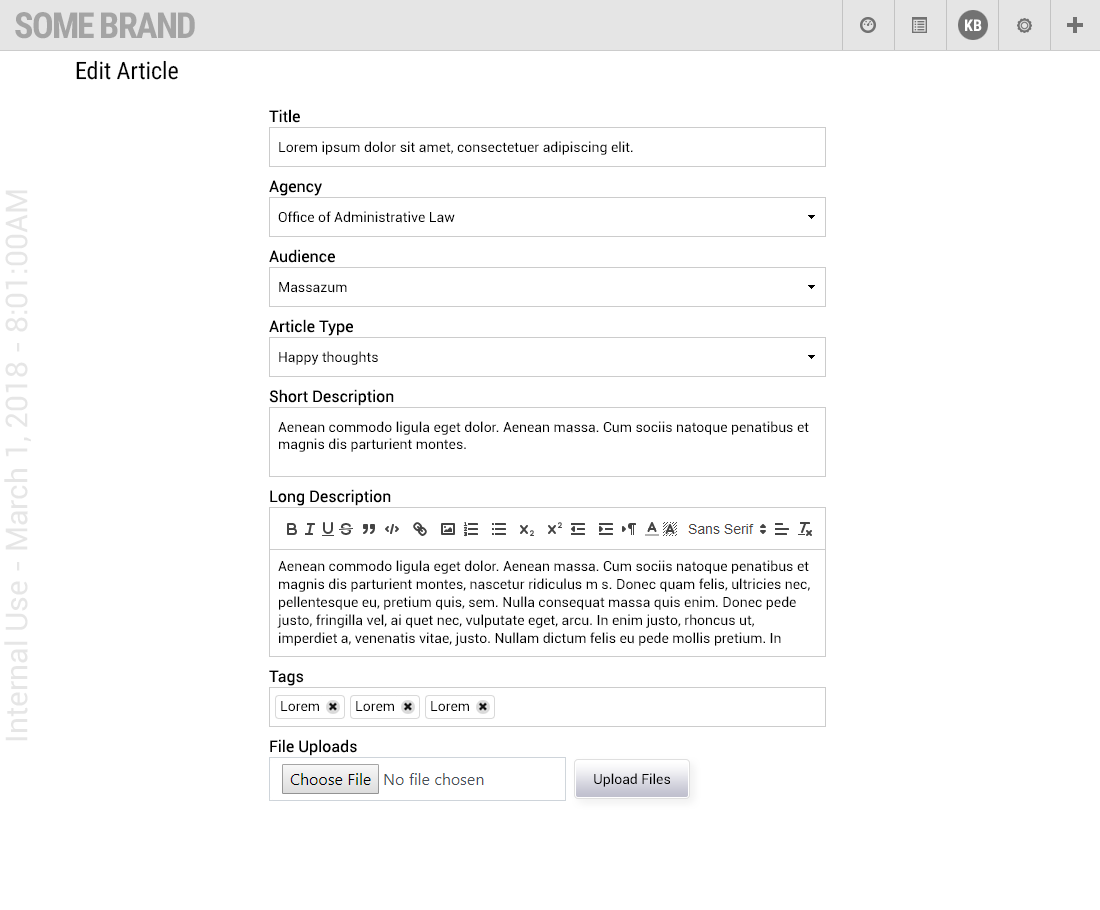 SOME BRAND
KB
Edit Article
Internal Use - March 1, 2018 - 8:01:00AM
Title
Lorem ipsum dolor sit amet, consectetuer adipiscing elit.
Agency
Office of Administrative Law
Audience
Massazum
Article Type
Happy thoughts
Short Description
Aenean commodo ligula eget dolor. Aenean massa. Cum sociis natoque penatibus et
magnis dis parturient montes.
Long Description
Sans Serif
Aenean commodo ligula eget dolor. Aenean massa. Cum sociis natoque penatibus et
magnis dis parturient montes, nascetur ridiculus m s. Donec quam felis, ultricies nec,
pellentesque eu, pretium quis, sem. Nulla consequat massa quis enim. Donec pede
justo, fringilla vel, ai quet nec, vulputate eget, arcu. In enim justo, rhoncus ut,
imperdiet a, venenatis vitae, justo. Nullam dictum felis eu pede mollis pretium. In
Tags
Lorem Lorem Lorem
File Uploads
Choose File No file chosen Upload Files